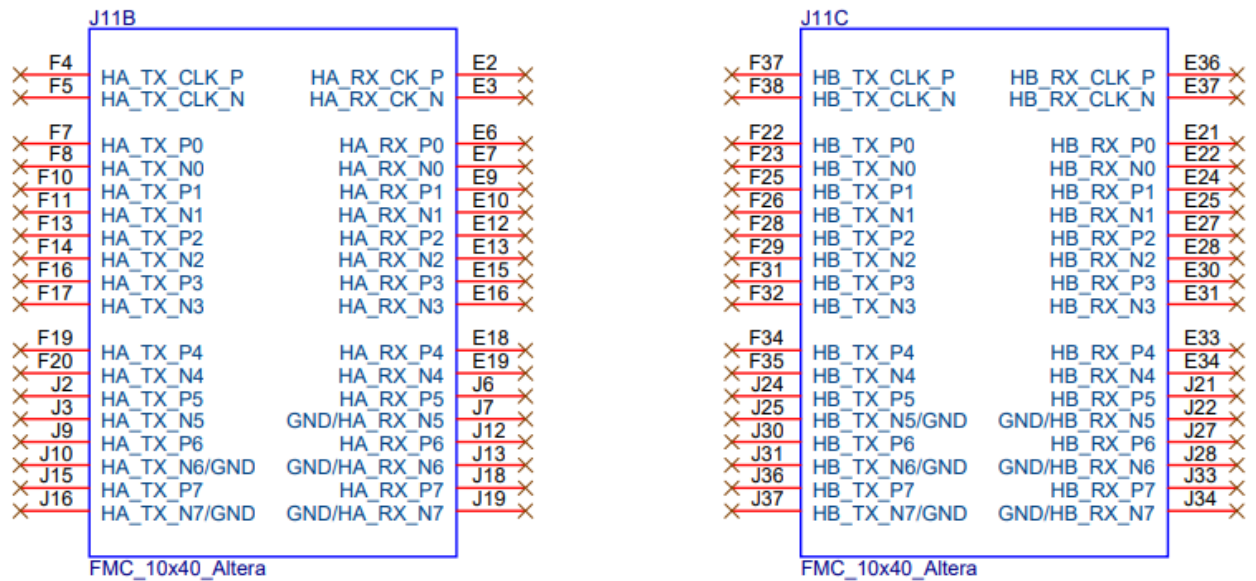 J11B
F4 HA_TX_CLK_P HA_RX_CK_P E2
F5 HA_TX_CLK_N HA_RX_CK_N E3
F7 HA_TX_P0 HA_RX_P0 E6
F8 HA_TX_N0 HA_RX_N0 E7
F10 HA_TX_P1 HA_RX_P1 E9
F11 HA_TX_N1 HA_RX_N1 E10
F13 HA_TX_P2 HA_RX_P2 E12
F14 HA_TX_N2 HA_RX_N2 E13
F16 HA_TX_P3 HA_RX_P3 E15
F17 HA_TX_N3 HA_RX_N3 E16
F19 HA_TX_P4 HA_RX_P4 E18
F20 HA_TX_N4 HA_RX_N4 E19
J2 HA_TX_P5 HA_RX_P5 J6
J3 HA_TX_N5 GND/HA_RX_N5 J7
J9 HA_TX_P6 HA_RX_P6 J12
J10 HA_TX_N6/GND GND/HA_RX_N6 J13
J15 HA_TX_P7 HA_RX_P7 J18
J16 HA_TX_N7/GND GND/HA_RX_N7 J19
FMC_10x40_Altera
J11C
F37 HB_TX_CLK_P HB_RX_CLK_P E36
F38 HB_TX_CLK_N HB_RX_CLK_N E37
F22 HB_TX_P0 HB_RX_P0 E21
F23 HB_TX_N0 HB_RX_N0 E22
F25 HB_TX_P1 HB_RX_P1 E24
F26 HB_TX_N1 HB_RX_N1 E25
F28 HB_TX_P2 HB_RX_P2 E27
F29 HB_TX_N2 HB_RX_N2 E28
F31 HB_TX_P3 HB_RX_P3 E30
F32 HB_TX_N3 HB_RX_N3 E31
F34 HB_TX_P4 HB_RX_P4 E33
F35 HB_TX_N4 HB_RX_N4 E34
J24 HB_TX_P5 HB_RX_P5 J21
J25 HB_TX_N5/GND GND/HB_RX_N5 J22
J30 HB_TX_P6 HB_RX_P6 J27
J31 HB_TX_N6/GND GND/HB_RX_N6 J28
J36 HB_TX_P7 HB_RX_P7 J33
J37 HB_TX_N7/GND GND/HB_RX_N7 J34
FMC_10x40_Altera